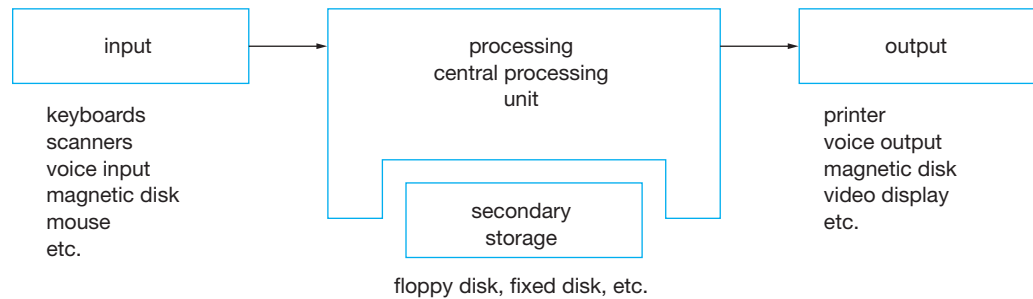 input
keyboards
scanners
voice input
magnetic disk
mouse
etc.
processing
central processing
unit
secondary
storage
floppy disk, fixed disk, etc.
output
printer
voice output
magnetic disk
video display
etc.